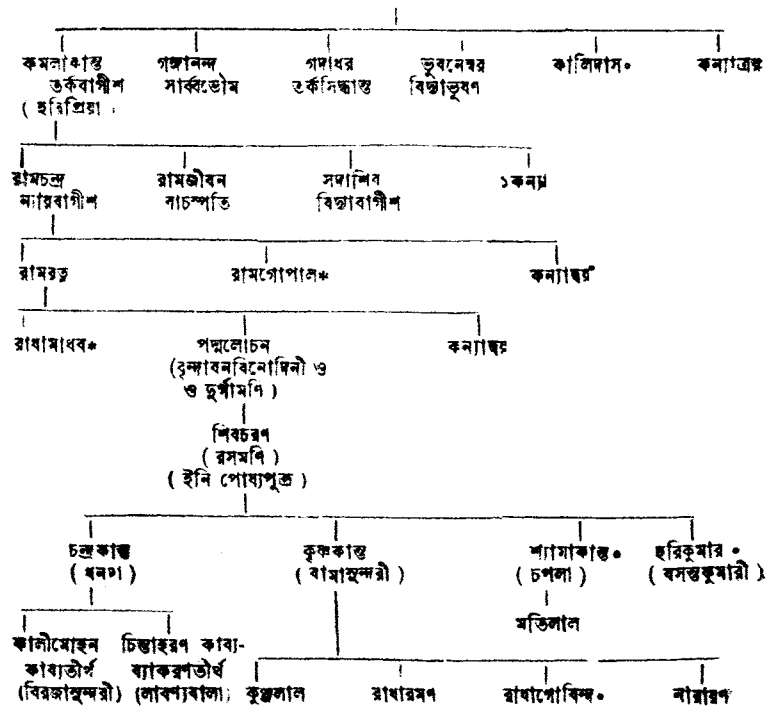 কমলাকান্ত গঙ্গানন্দ গদাধর ভুবনেশ্বর কালিদাস* কন্যাত্রয়
তর্কবাগীশ সার্ব্বভৌম তর্কসিদ্ধান্ত বিদ্যাভূষণ
( হরিপ্রিয়া )
রামচন্দ্র রামজীবন সদাশিব ১কন্যা
ন্যায়বাগীশ বাচস্পতি বিদ্যাবাগীশ
রামরত্ন রামগোপাল* কন্যাদ্বয়
রাধামাধব* পদ্মলোচন কন্যাদ্বয়
(বৃন্দাবনবিনোদিনী ও
ও দুর্গামণি )
শিবচরণ
( রসমণি )
( ইনি পোষ্যপুত্র )
চন্দ্রকান্ত কৃষ্ণকান্ত শ্যামাকান্ত* হরিকুমার *
( ধনদা ) ( বামাসুন্দরী ) ( চপলা ) ( বসন্তকুমারী )
মতিলাল
কালীমোহন চিন্তাহরণ কাব্য-
কাব্যতীর্থ ব্যাকরণতীর্থ
(বিরজাসুন্দরী) (লাবণ্যবালা) কুঞ্জলাল রাধারমণ রাধাগোবিন্দ* নারায়ণ